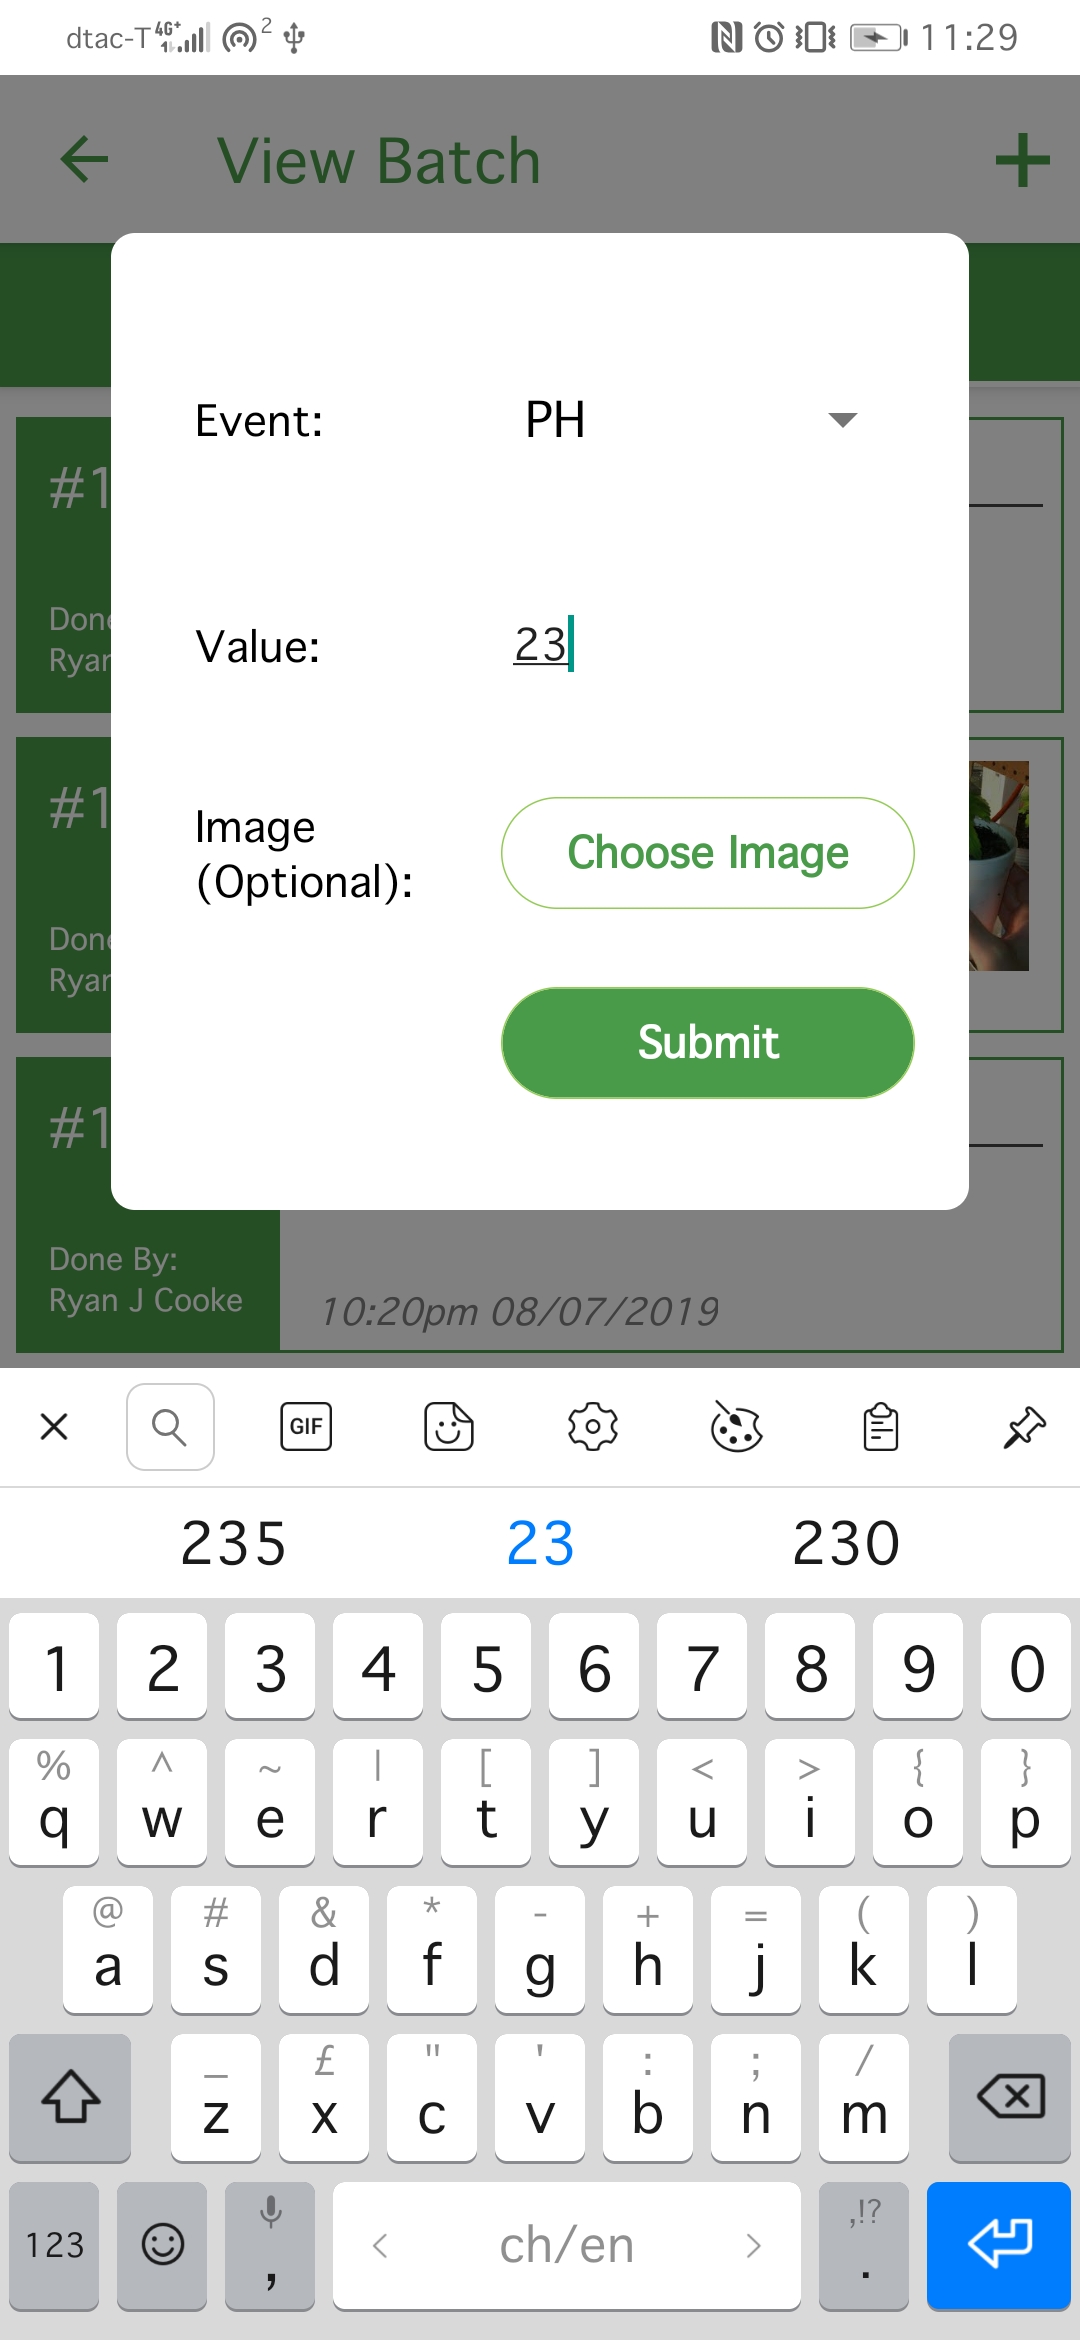 dtac-T 4G+ 2 11:29
View Batch
Event: PH
#1
Value: 23
Done
Ryan
Image
(Optional):
Choose Image
#1
Done
Ryan
Submit
#1
Done By:
Ryan J Cooke
10:20pm 08/07/2019
GIF
235 23 230
1 2 3 4 5 6 7 8 9 0
% ^ ~ | [ ] < > { }
q w e r t y u i o p
@ # & * - + = ( )
a s d f g h j k l
_ £ " ' : ; /
z x c v b n m
123 , < ch/en > ,!? .